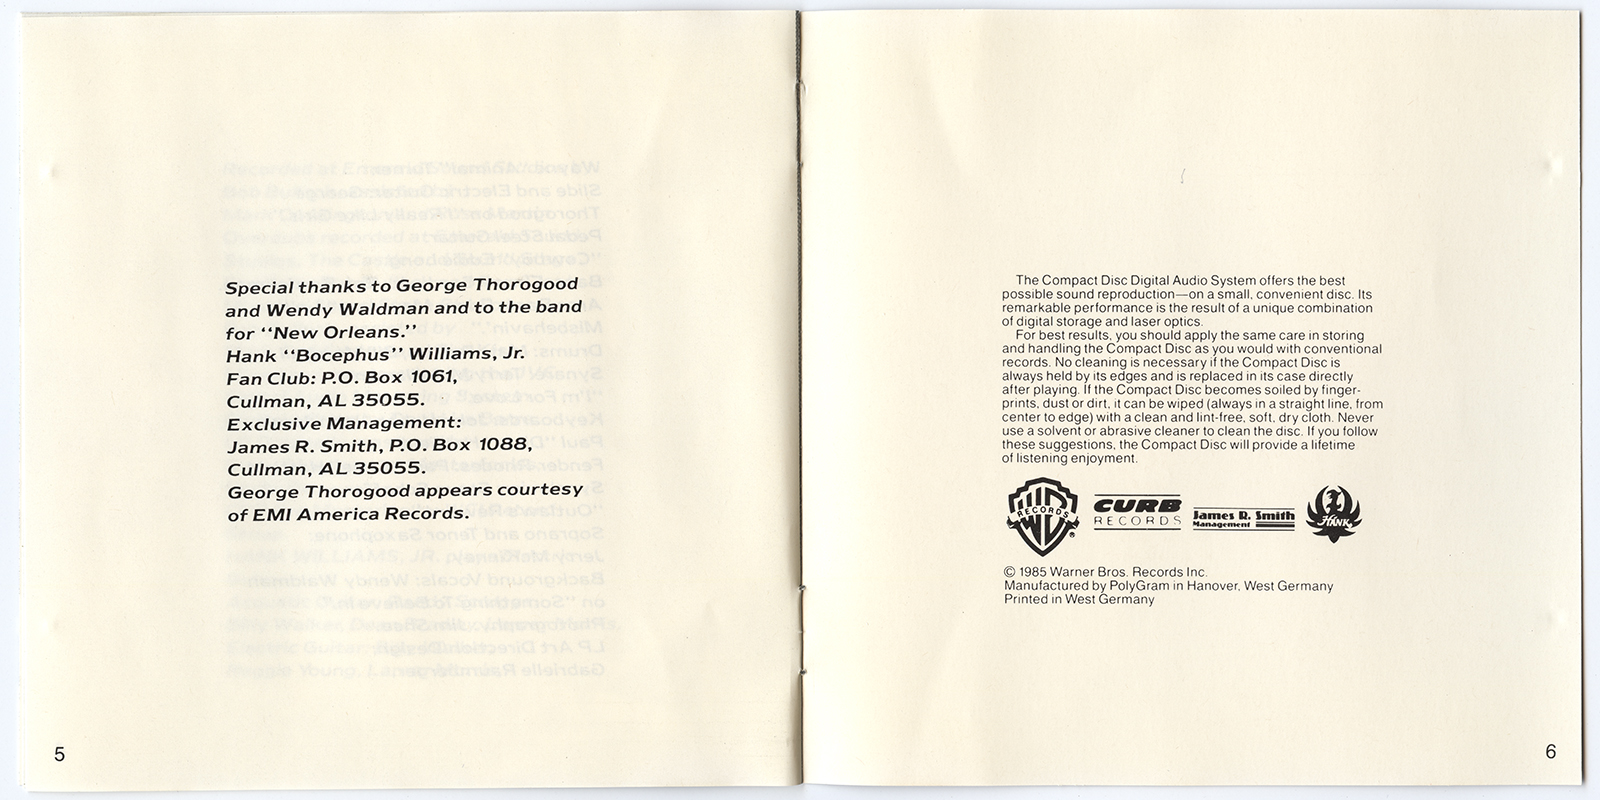 Special thanks to George Thorogood
and Wendy Waldman and to the band
for "New Orleans."
Hank "Bocephus" Williams, Jr.
Fan Club: P.O. Box 1061,
Cullman, AL 35055.
Exclusive Management:
James R. Smith, P.O. Box 1088,
Cullman, AL 35055.
George Thorogood appears courtesy
of EMI America Records.
5
The Compact Disc Digital Audio System offers the best
possible sound reproduction—on a small, convenient disc. Its
remarkable performance is the result of a unique combination
of digital storage and laser optics.
For best results, you should apply the same care in storing
and handling the Compact Disc as you would with conventional
records. No cleaning is necessary if the Compact Disc is
always held by its edges and is replaced in its case directly
after playing. If the Compact Disc becomes soiled by finger-
prints, dust or dirt, it can be wiped (always in a straight line, from
center to edge) with a clean and lint-free, soft, dry cloth. Never
use a solvent or abrasive cleaner to clean the disc. If you follow
these suggestions, the Compact Disc will provide a lifetime
of listening enjoyment.
WB RECORDS ®
CURB
RECORDS
James R. Smith
Management
HANK
© 1985 Warner Bros. Records Inc.
Manufactured by PolyGram in Hanover, West Germany
Printed in West Germany
6